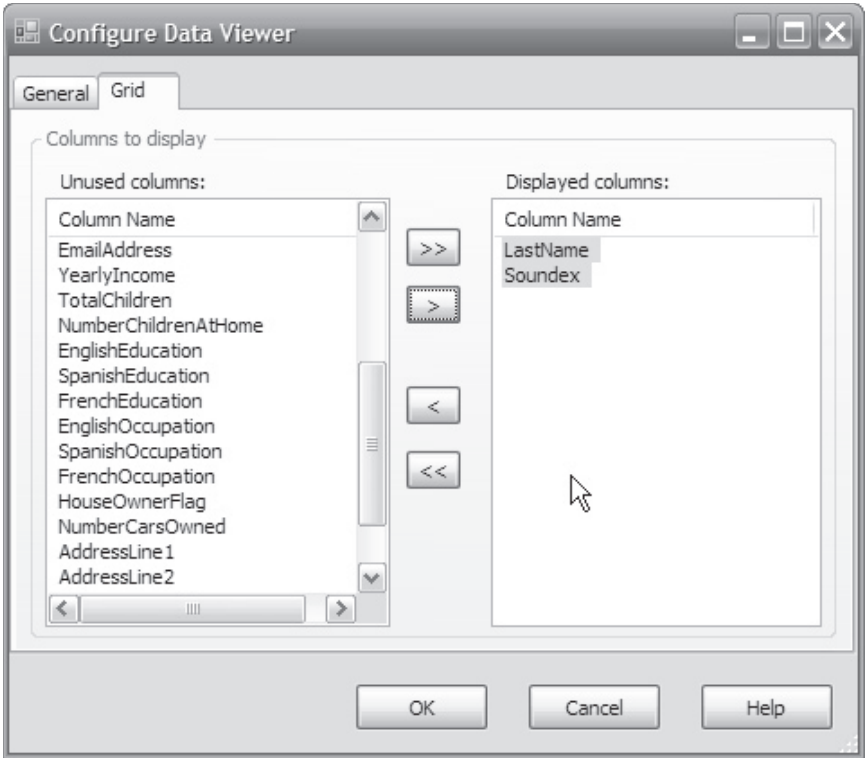 Configure Data Viewer
General
Grid
Columns to display
Unused columns:
Column Name
EmailAddress
YearlyIncome
TotalChildren
NumberChildrenAtHome
EnglishEducation
SpanishEducation
FrenchEducation
EnglishOccupation
SpanishOccupation
FrenchOccupation
HouseOwnerFlag
NumberCarsOwned
AddressLine1
AddressLine2
>>
>
<
<<
Displayed columns:
Column Name
LastName
Soundex
OK
Cancel
Help